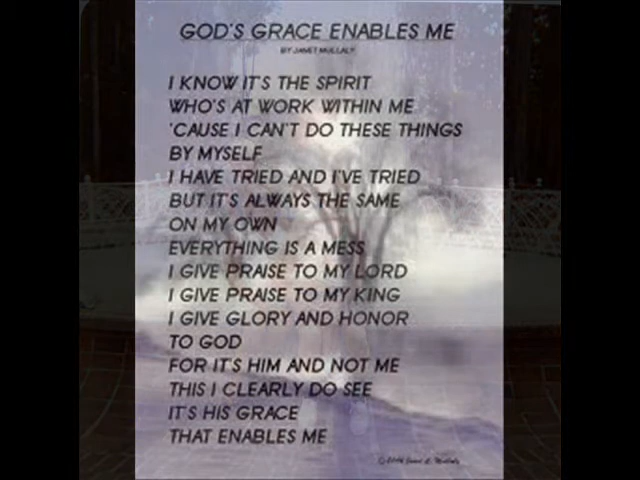 GOD'S GRACE ENABLES ME
BY JANET MULLALY
I KNOW IT'S THE SPIRIT
WHO'S AT WORK WITHIN ME
'CAUSE I CAN'T DO THESE THINGS
BY MYSELF
I HAVE TRIED AND I'VE TRIED
BUT IT'S ALWAYS THE SAME
ON MY OWN
EVERYTHING IS A MESS
I GIVE PRAISE TO MY LORD
I GIVE PRAISE TO MY KING
I GIVE GLORY AND HONOR
TO GOD
FOR IT'S HIM AND NOT ME
THIS I CLEARLY DO SEE
IT'S HIS GRACE
THAT ENABLES ME